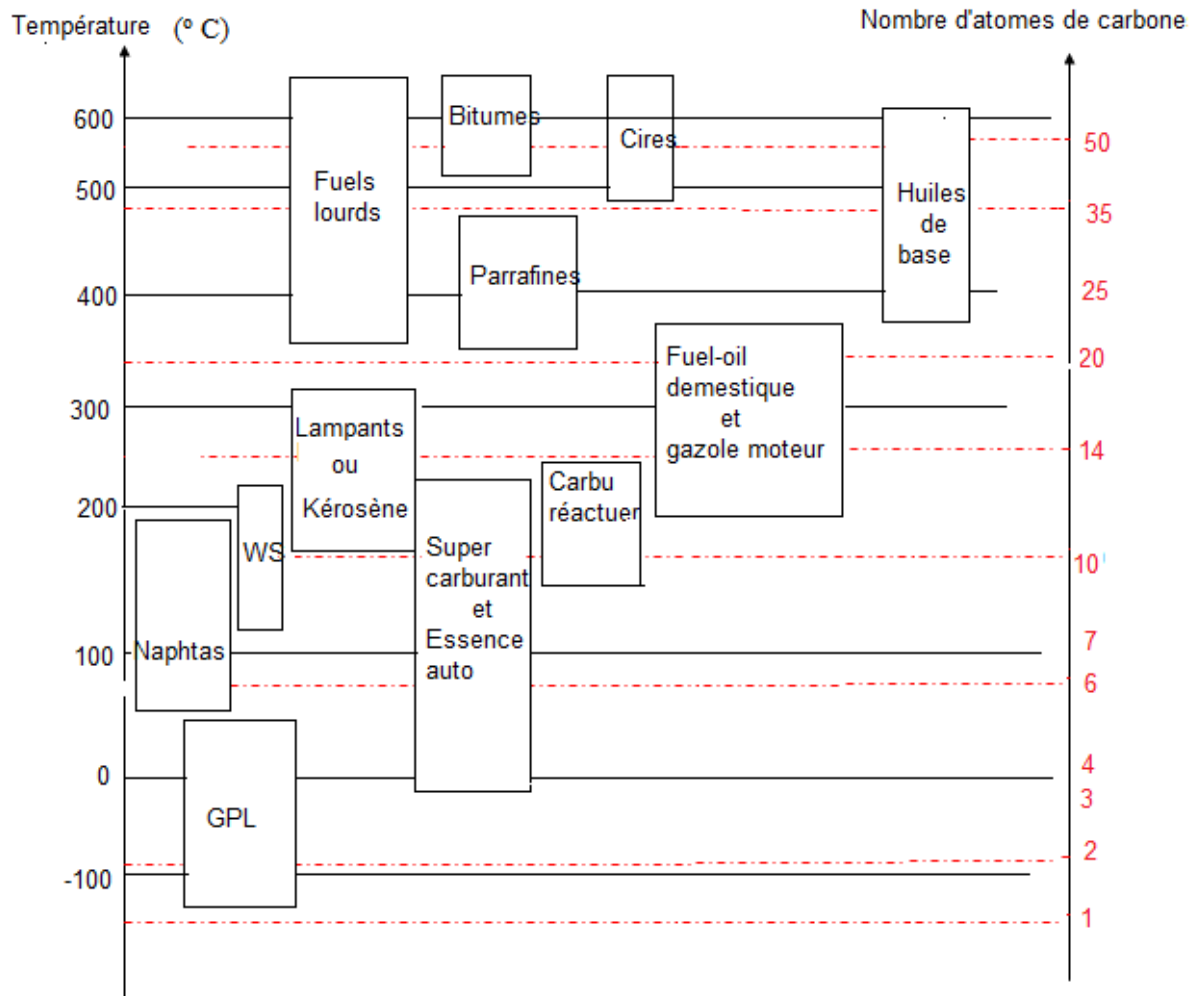 Température (° C)
Nombre d'atomes de carbone
600
500
400
300
200
100
0
-100
Bitumes
Cires
Fuels
lourds
Huiles
de
base
Parrafines
Fuel-oil
demestique
et
gazole moteur
Lampants
ou
Kérosène
Carbu
réactuer
WS
Super
carburant
et
Essence
auto
Naphtas
GPL
50
35
25
20
14
10
7
6
4
3
2
1